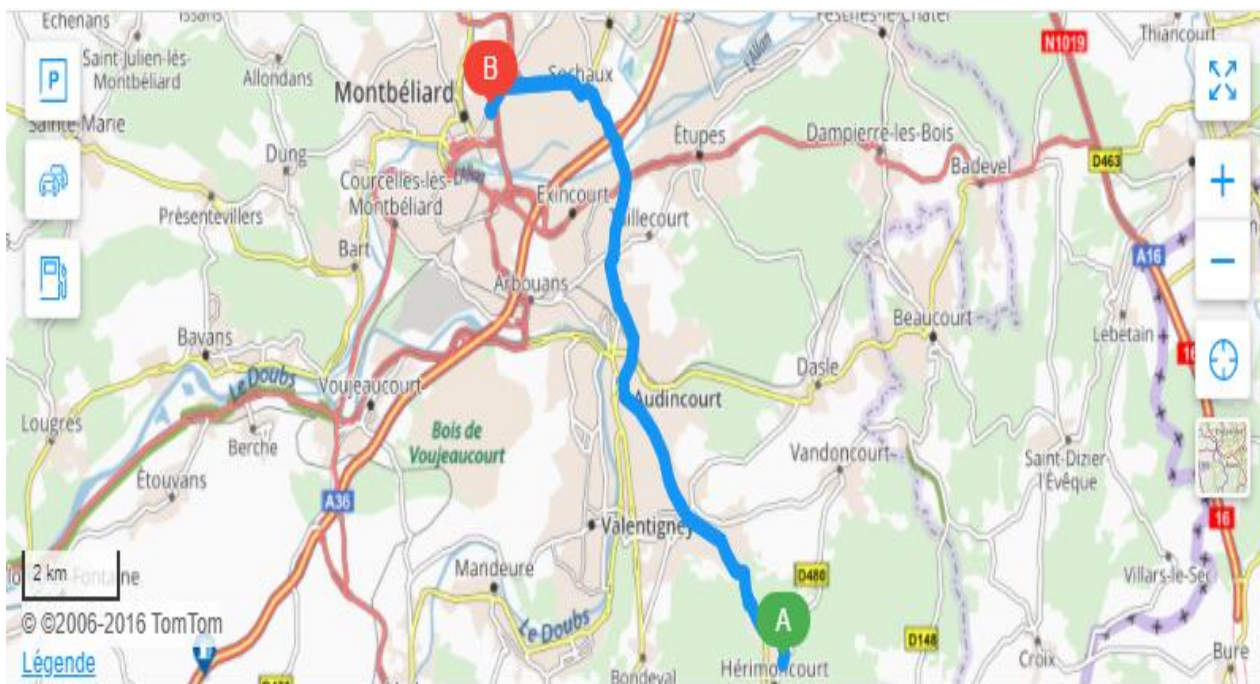 Echenans
Issans
Fesches-le-Châtel
N1019
Thiancourt
Saint-Julien-lès-
Montbéliard
P
Allondans
B
Sochaux
L'Allan
Montbéliard
Étupes
Dampierre-les-Bois
Sainte-Marie
Dung
Badevel
D463
Courcelles-lès-
Montbéliard
L'Allan
Exincourt
Présentevillers
Taillecourt
Bart
A16
Arbouans
Beaucourt
Lebetain
Bavans
16
Le Doubs
Voujeaucourt
Dasle
Audincourt
Lougres
Berche
Bois de
Voujeaucourt
Vandoncourt
Saint-Dizier-
l'Évêque
Étouvans
A36
Valentigney
16
2 km
Fontaine
Mandeure
D480
Villars-le-Sec
© ©2006-2016 TomTom
A
Le Doubs
D148
Légende
Hérimoncourt
Croix
Bure
Bondeval